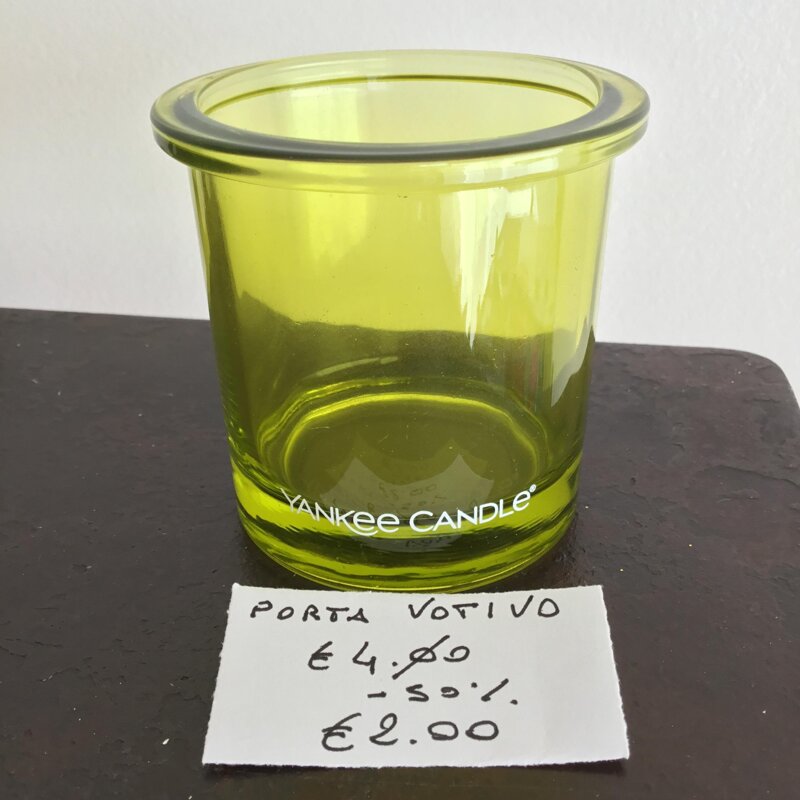 YANKee CANDLe®
PORTA VOTIVO
€ 4.00
- 50%.
€ 2.00